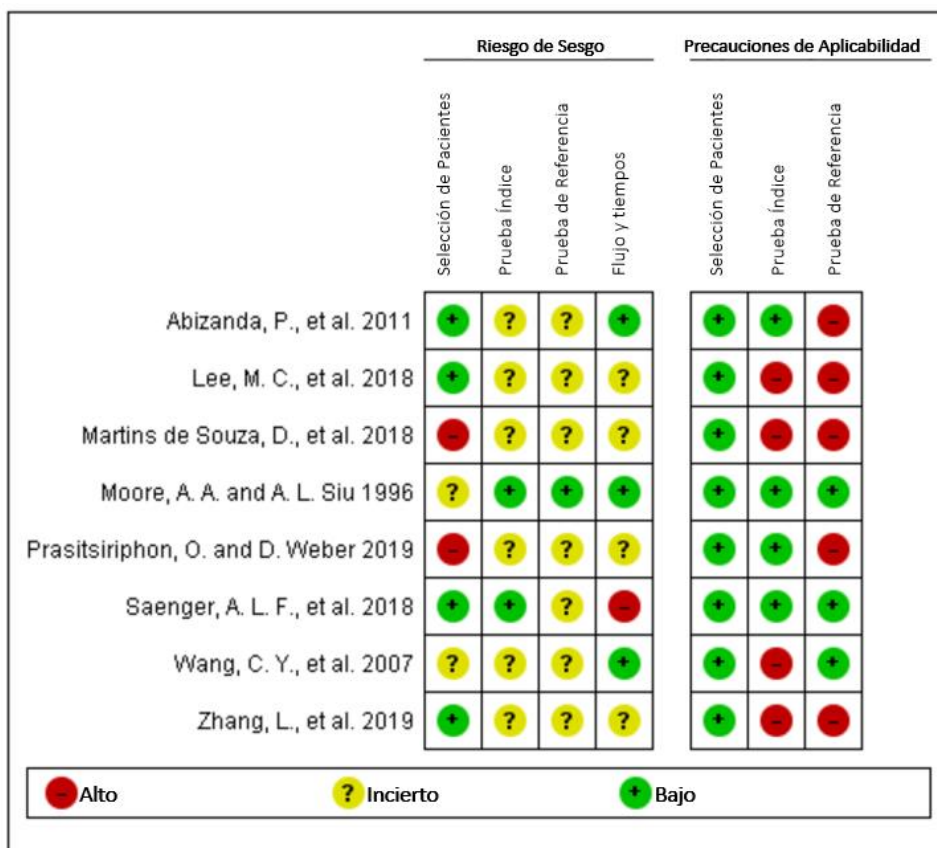 Riesgo de Sesgo
Precauciones de Aplicabilidad
Selección de Pacientes
Prueba Índice
Prueba de Referencia
Flujo y tiempos
Selección de Pacientes
Prueba Índice
Prueba de Referencia
Abizanda, P., et al. 2011 + ? ? + + + -
Lee, M. C., et al. 2018 + ? ? ? + - -
Martins de Souza, D., et al. 2018 - ? ? ? + - -
Moore, A. A. and A. L. Siu 1996 ? + + + + + +
Prasitsiriphon, O. and D. Weber 2019 - ? ? ? + + -
Saenger, A. L. F., et al. 2018 + + ? - + + +
Wang, C. Y., et al. 2007 ? ? ? + + - +
Zhang, L., et al. 2019 + ? ? ? + - -
- Alto ? Incierto + Bajo